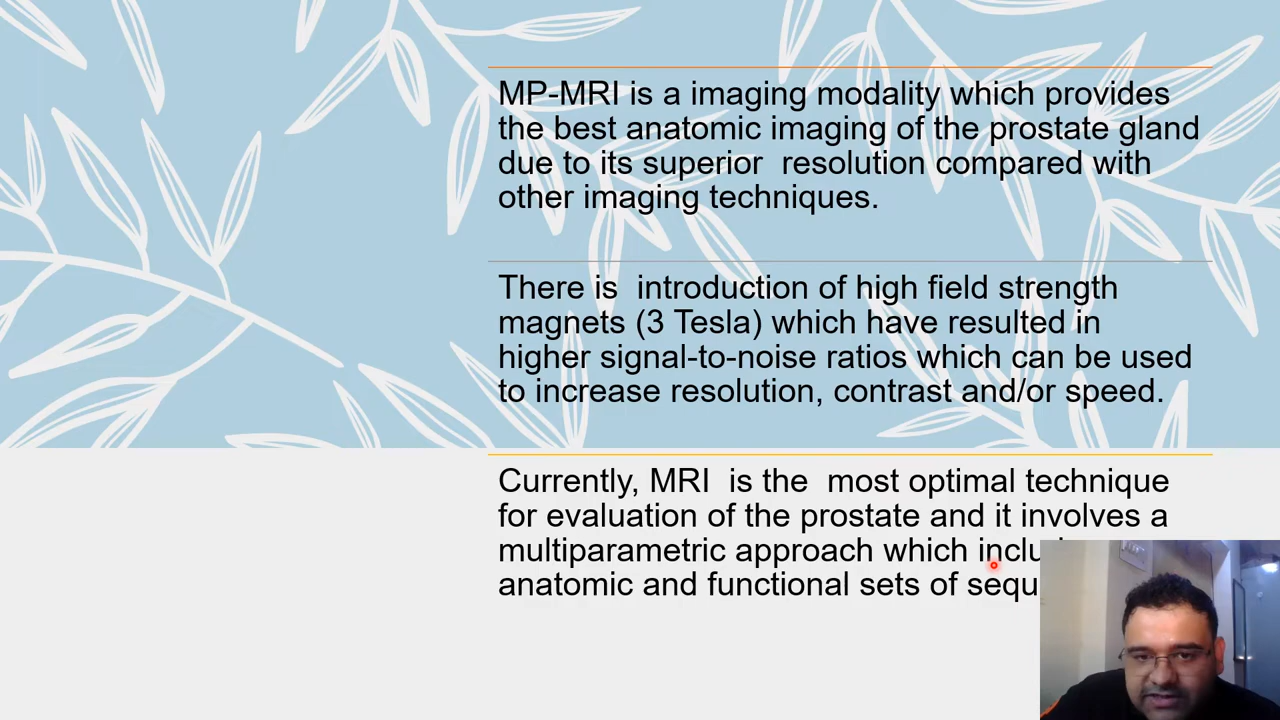 MP-MRI is a imaging modality which provides
the best anatomic imaging of the prostate gland
due to its superior  resolution compared with
other imaging techniques.
There is  introduction of high field strength
magnets (3 Tesla) which have resulted in
higher signal-to-noise ratios which can be used
to increase resolution, contrast and/or speed.
Currently, MRI  is the  most optimal technique
for evaluation of the prostate and it involves a
multiparametric approach which
anatomic and functional sets of